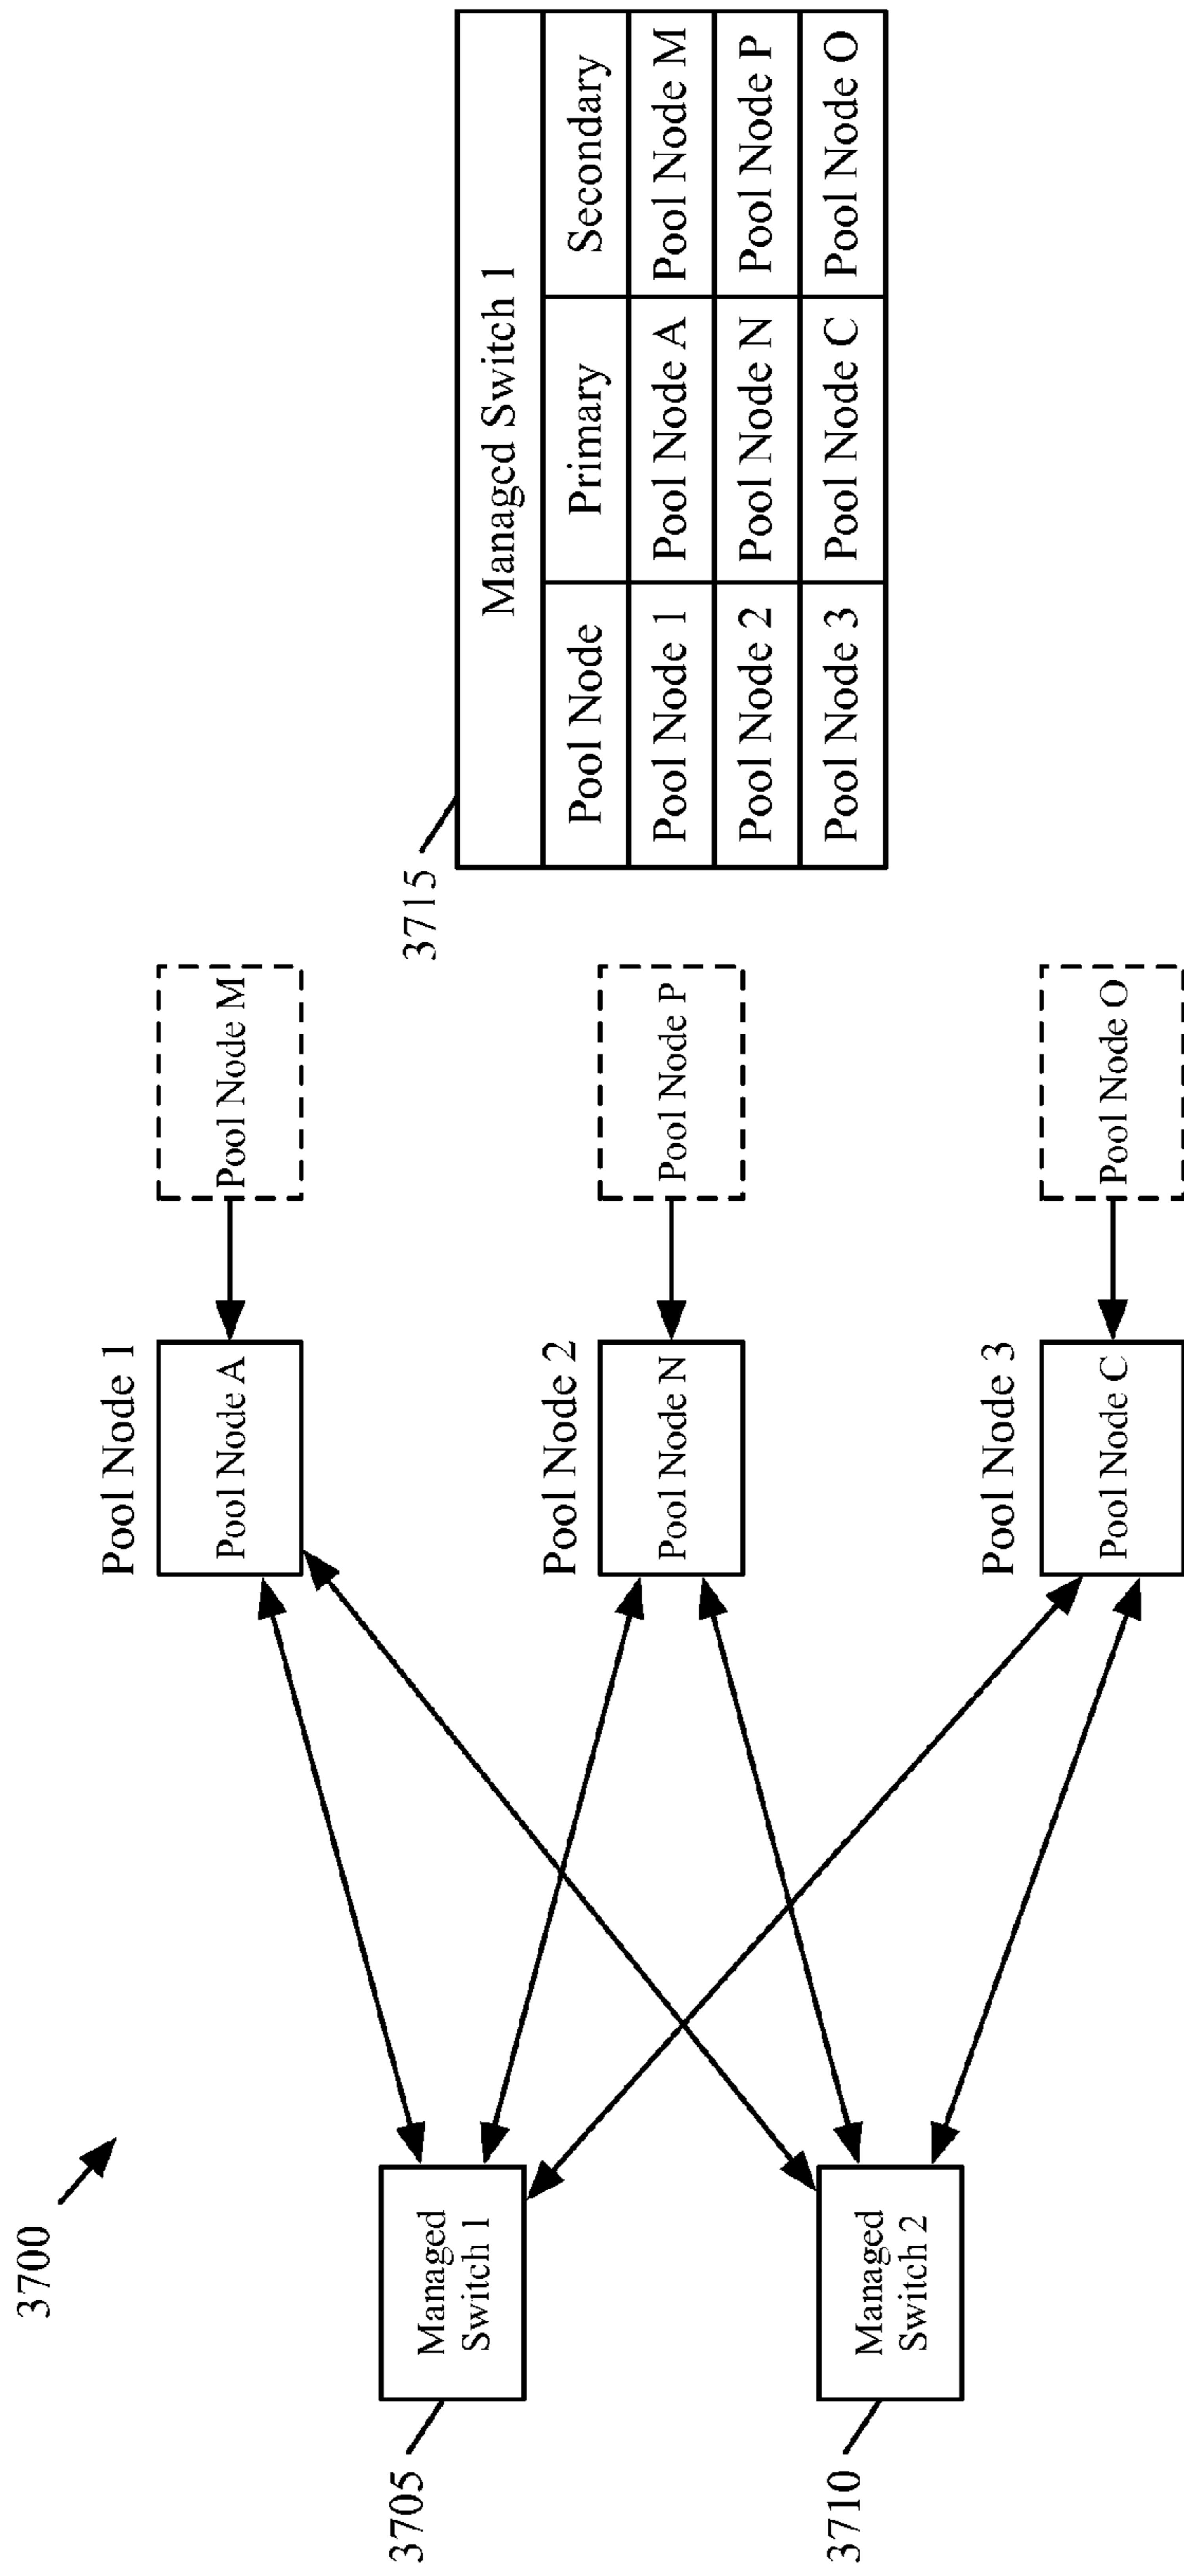 3700
3705
Managed
Switch 1
3710
Managed
Switch 2
Pool Node 1
Pool Node A
Pool Node M
Pool Node 2
Pool Node N
Pool Node P
Pool Node 3
Pool Node C
Pool Node O
3715
Managed Switch 1
Pool Node Primary Secondary
Pool Node 1 Pool Node A Pool Node M
Pool Node 2 Pool Node N Pool Node P
Pool Node 3 Pool Node C Pool Node O